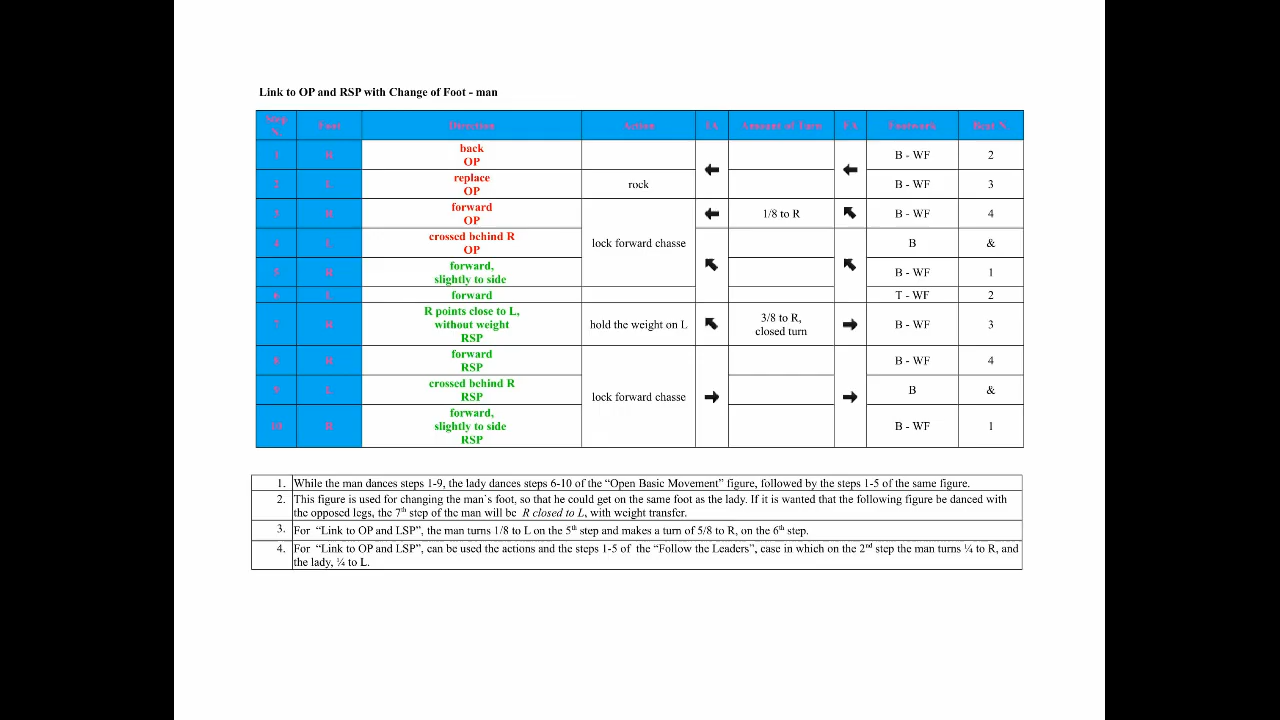 Link to OP and RSP with Change of Foot - man
Step N. Foot Direction Action Amount of Turn Footwork Beat N.
1 R back OP B - WF 2
2 L replace OP rock B - WF 3
3 R forward OP 1/8 to R B - WF 4
4 L crossed behind R OP lock forward chasse B &
5 R forward, slightly to side B - WF 1
6 L forward T - WF 2
7 R R points close to L, without weight RSP hold the weight on L 3/8 to R, closed turn B - WF 3
8 R forward RSP B - WF 4
9 L crossed behind R RSP lock forward chasse B &
10 R forward, slightly to side RSP B - WF 1
1. While the man dances steps 1-9, the lady dances steps 6-10 of the “Open Basic Movement” figure, followed by the steps 1-5 of the same figure.
2. This figure is used for changing the man´s foot, so that he could get on the same foot as the lady. If it is wanted that the following figure be danced with
the opposed legs, the 7th step of the man will be R closed to L, with weight transfer.
3. For “Link to OP and LSP”, the man turns 1/8 to L on the 5th step and makes a turn of 5/8 to R, on the 6th step.
4. For “Link to OP and LSP”, can be used the actions and the steps 1-5 of the “Follow the Leaders”, case in which on the 2nd step the man turns ¼ to R, and
the lady, ¼ to L.